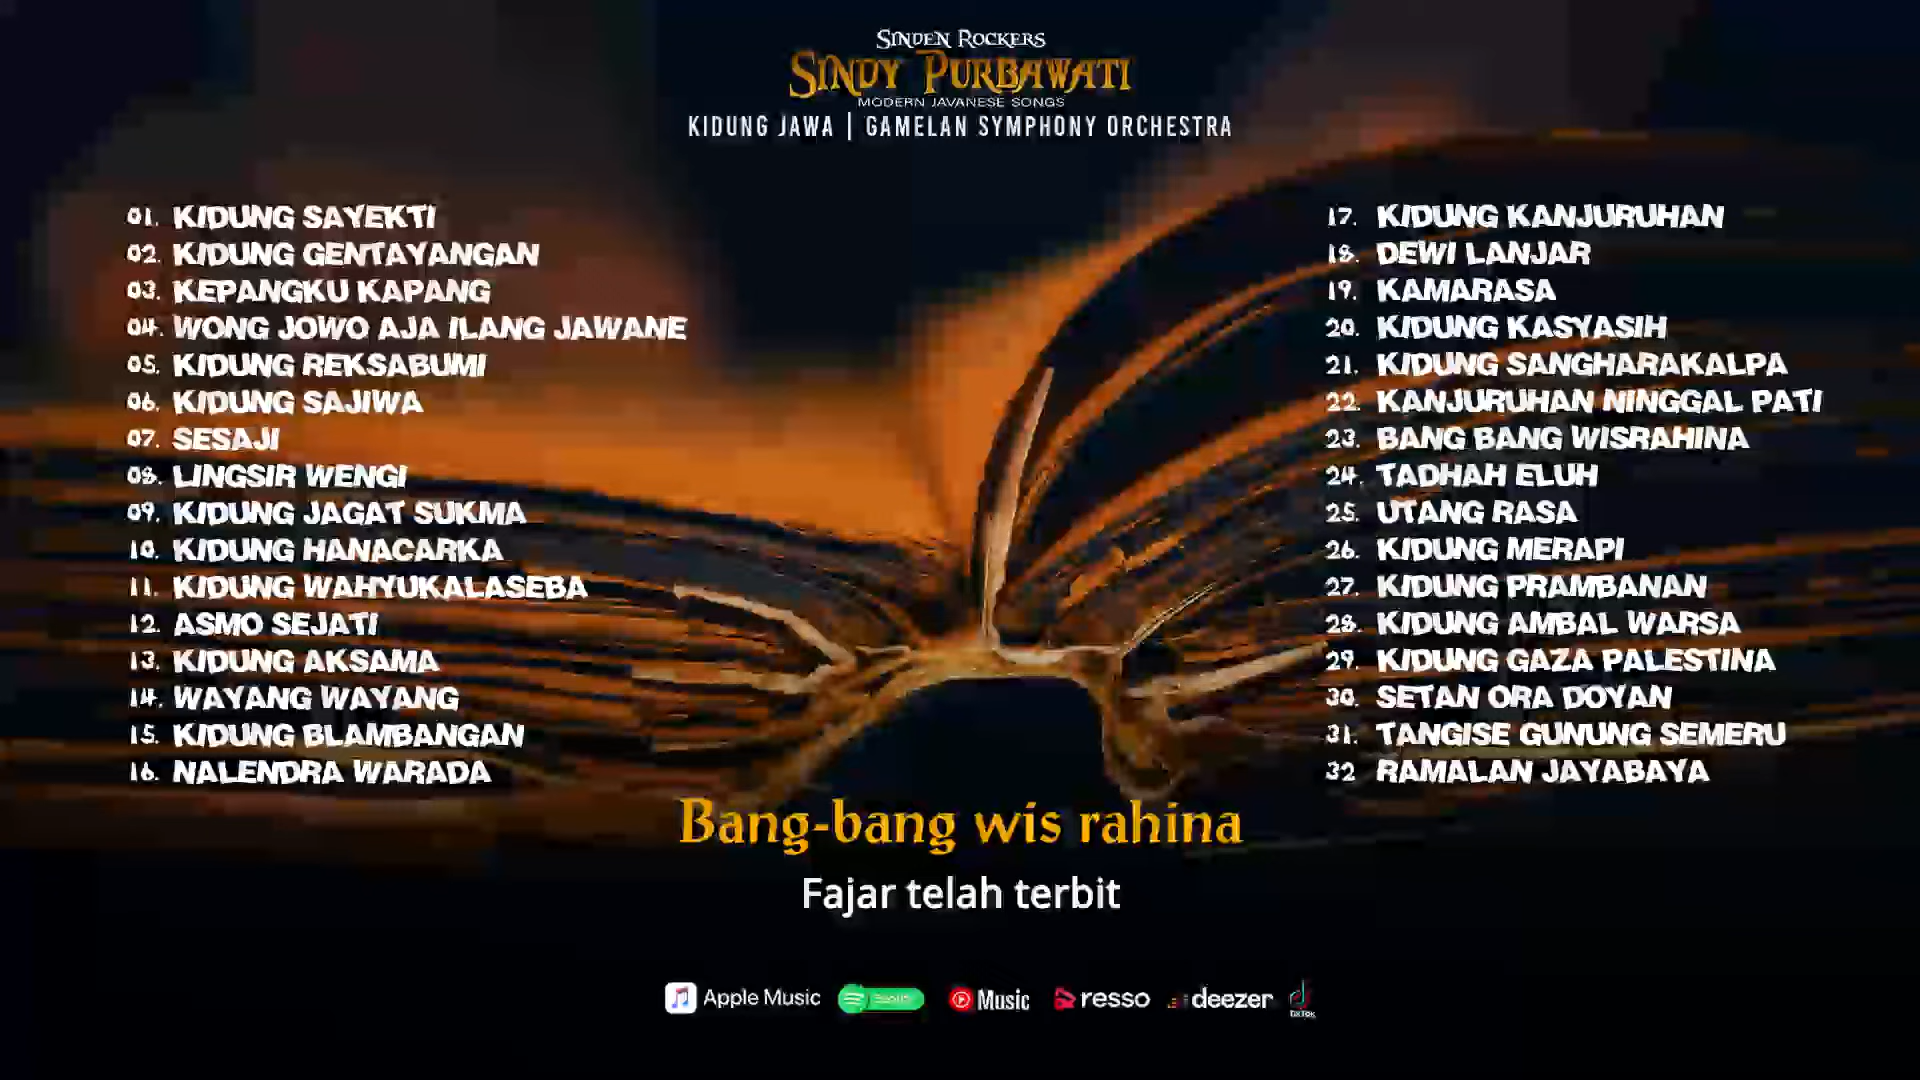 SINDEN ROCKERS
SINDY PURBAWATI
MODERN JAVANESE SONGS
KIDUNG JAWA | GAMELAN SYMPHONY ORCHESTRA
01. KIDUNG SAYEKTI
02. KIDUNG GENTAYANGAN
03. KEPANGKU KAPANG
04. WONG JOWO AJA ILANG JAWANE
05. KIDUNG REKSABUMI
06. KIDUNG SAJIWA
07. SESAJI
08. LINGSIR WENGI
09. KIDUNG JAGAT SUKMA
10. KIDUNG HANACARKA
11. KIDUNG WAHYUKALASEBA
12. ASMO SEJATI
13. KIDUNG AKSAMA
14. WAYANG WAYANG
15. KIDUNG BLAMBANGAN
16. NALENDRA WARADA
17. KIDUNG KANJURUHAN
18. DEWI LANJAR
19. KAMARASA
20. KIDUNG KASYASIH
21. KIDUNG SANGHARAKALPA
22. KANJURUHAN NINGGAL PATI
23. BANG BANG WISRAHINA
24. TADHAH ELUH
25. UTANG RASA
26. KIDUNG MERAPI
27. KIDUNG PRAMBANAN
28. KIDUNG AMBAL WARSA
29. KIDUNG GAZA PALESTINA
30. SETAN ORA DOYAN
31. TANGISE GUNUNG SEMERU
32 RAMALAN JAYABAYA
Bang-bang wis rahina
Fajar telah terbit
Apple Music Music resso deezer TikTok